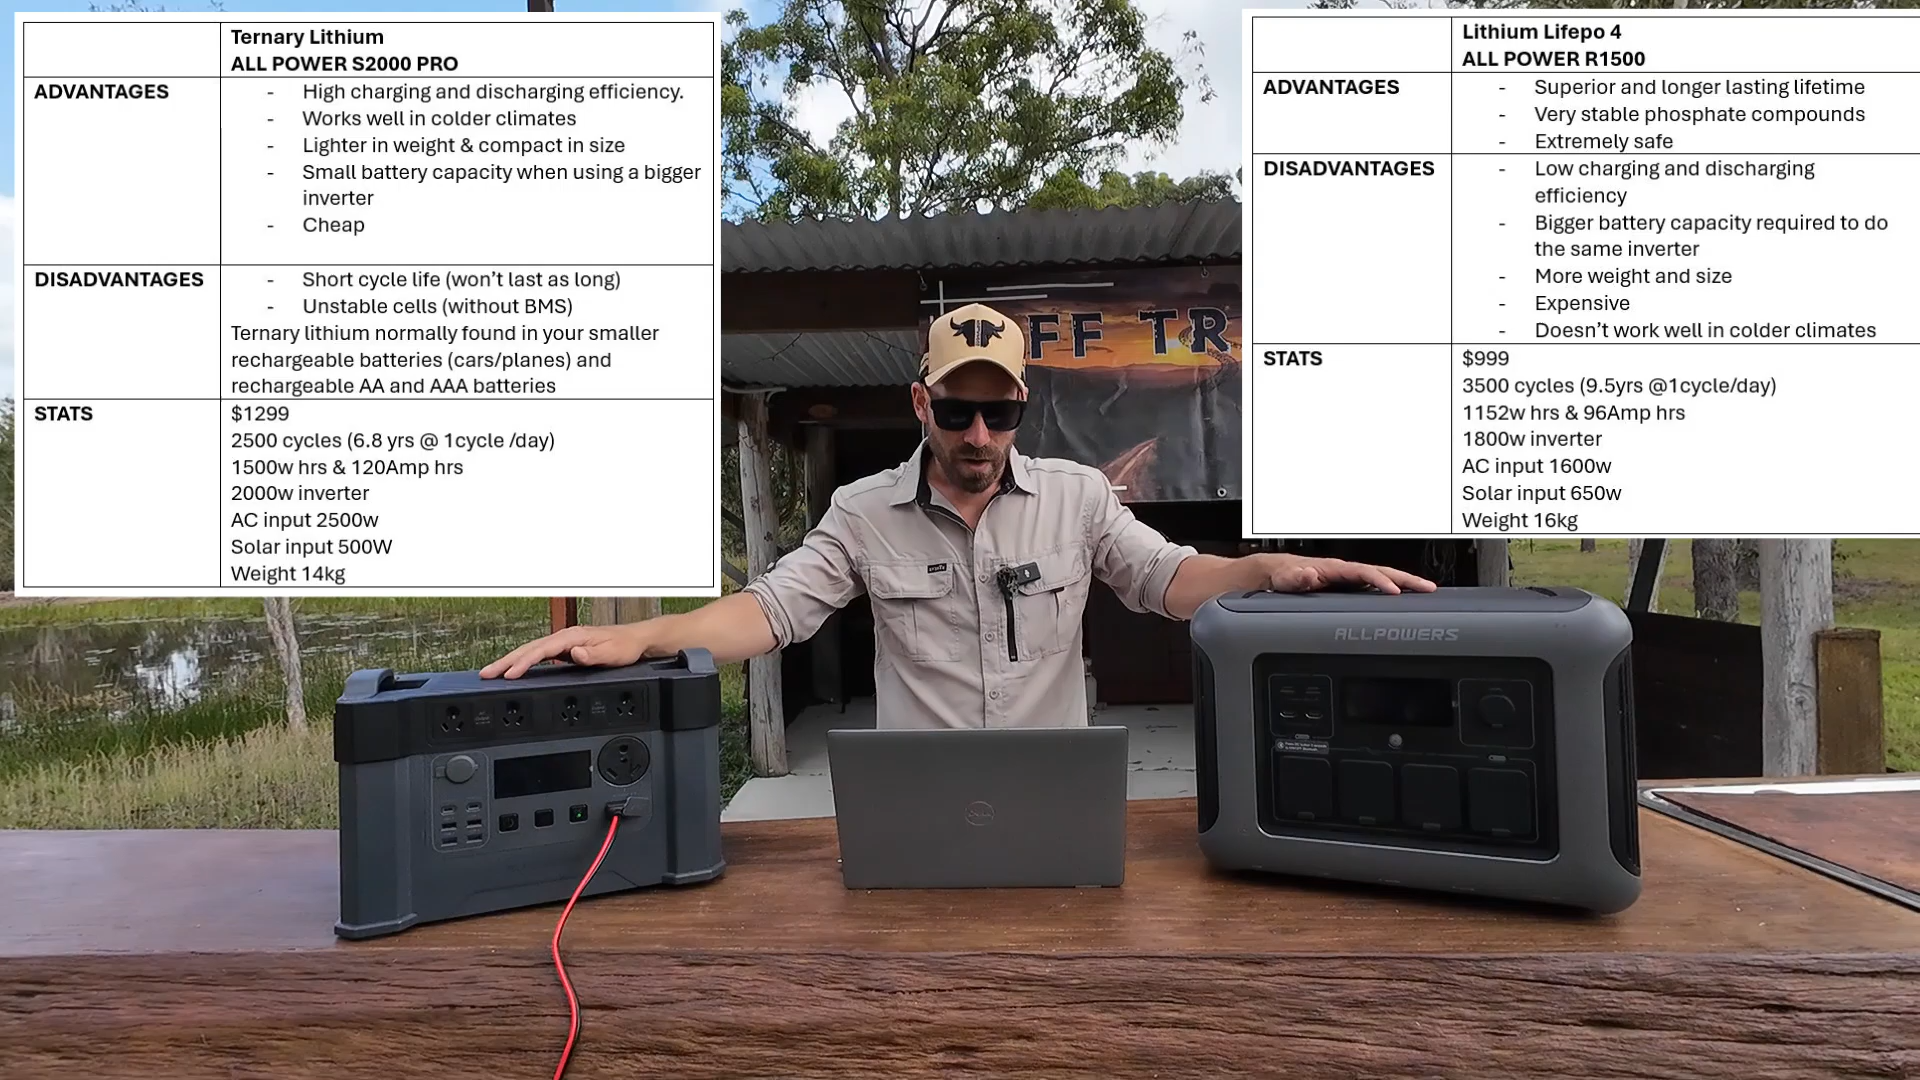 Ternary Lithium
ALL POWER S2000 PRO
ADVANTAGES
- High charging and discharging efficiency.
- Works well in colder climates
- Lighter in weight & compact in size
- Small battery capacity when using a bigger
inverter
- Cheap
DISADVANTAGES
- Short cycle life (won't last as long)
- Unstable cells (without BMS)
Ternary lithium normally found in your smaller
rechargeable batteries (cars/planes) and
rechargeable AA and AAA batteries
STATS
$1299
2500 cycles (6.8 yrs @ 1cycle /day)
1500w hrs & 120Amp hrs
2000w inverter
AC input 2500w
Solar input 500W
Weight 14kg
Lithium Lifepo 4
ALL POWER R1500
ADVANTAGES
- Superior and longer lasting lifetime
- Very stable phosphate compounds
- Extremely safe
DISADVANTAGES
- Low charging and discharging
efficiency
- Bigger battery capacity required to do
the same inverter
- More weight and size
- Expensive
- Doesn't work well in colder climates
STATS
$999
3500 cycles (9.5yrs @1cycle/day)
1152w hrs & 96Amp hrs
1800w inverter
AC input 1600w
Solar input 650w
Weight 16kg
FF TR
ALLPOWERS
DELL